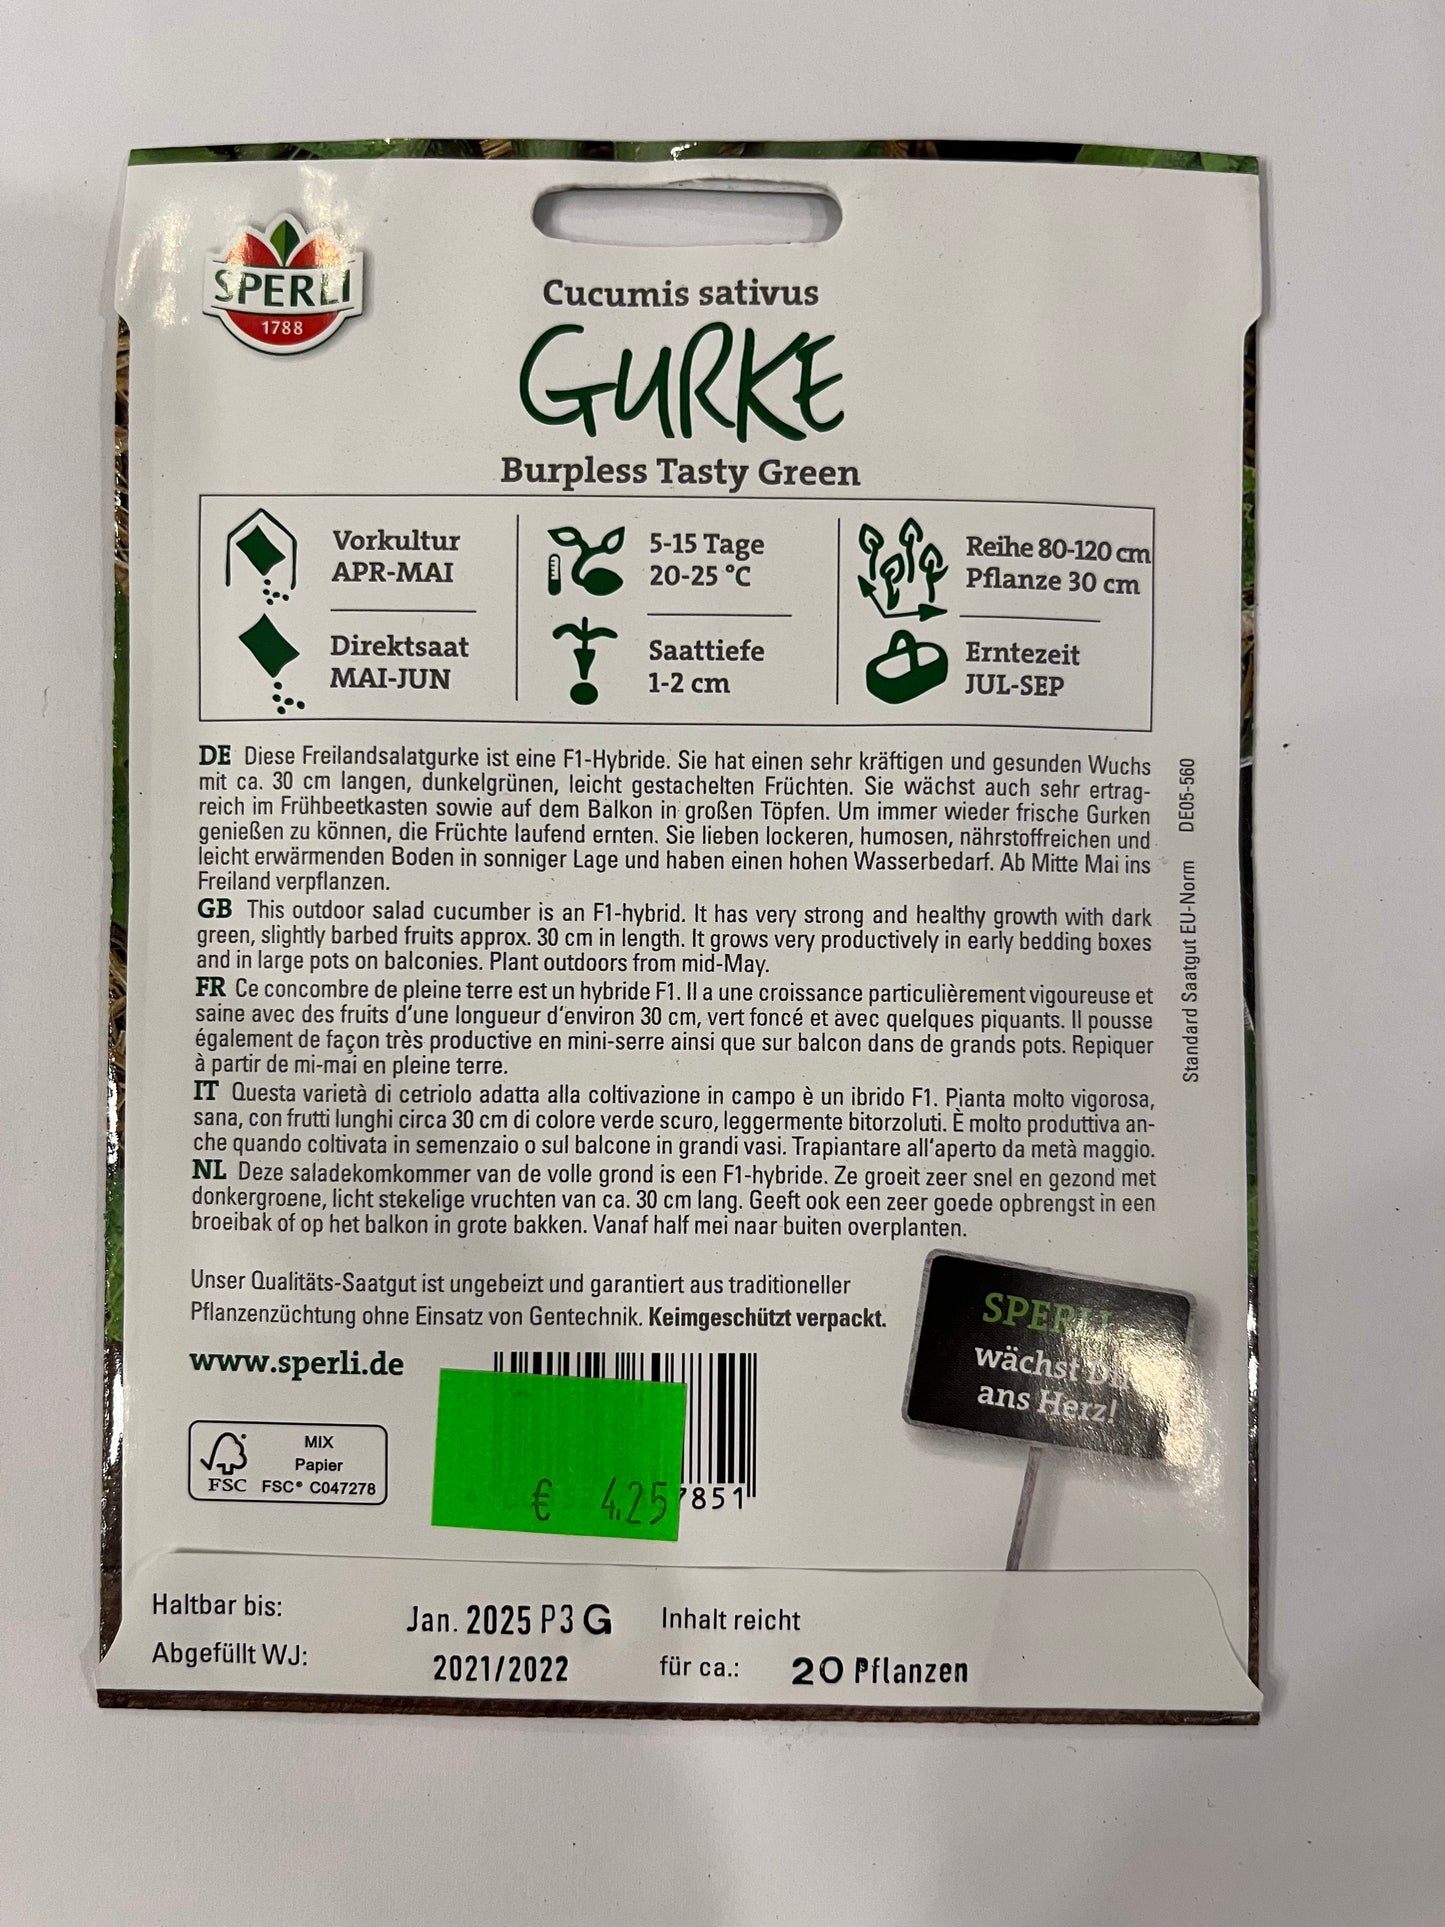 SPERLI
1788
Cucumis sativus
GURKE
Burpless Tasty Green
Vorkultur
APR-MAI
Direktsaat
MAI-JUN
5-15 Tage
20-25 °C
Saattiefe
1-2 cm
Reihe 80-120 cm
Pflanze 30 cm
Erntezeit
JUL-SEP
DE Diese Freilandsalatgurke ist eine F1-Hybride. Sie hat einen sehr kräftigen und gesunden Wuchs
mit ca. 30 cm langen, dunkelgrünen, leicht gestachelten Früchten. Sie wächst auch sehr ertrag-
reich im Frühbeetkasten sowie auf dem Balkon in großen Töpfen. Um immer wieder frische Gurken
genießen zu können, die Früchte laufend ernten. Sie lieben lockeren, humosen, nährstoffreichen und
leicht erwärmenden Boden in sonniger Lage und haben einen hohen Wasserbedarf. Ab Mitte Mai ins
Freiland verpflanzen.
GB This outdoor salad cucumber is an F1-hybrid. It has very strong and healthy growth with dark
green, slightly barbed fruits approx. 30 cm in length. It grows very productively in early bedding boxes
and in large pots on balconies. Plant outdoors from mid-May.
FR Ce concombre de pleine terre est un hybride F1. Il a une croissance particulièrement vigoureuse et
saine avec des fruits d'une longueur d'environ 30 cm, vert foncé et avec quelques piquants. Il pousse
également de façon très productive en mini-serre ainsi que sur balcon dans de grands pots. Repiquer
à partir de mi-mai en pleine terre.
IT Questa varietà di cetriolo adatta alla coltivazione in campo è un ibrido F1. Pianta molto vigorosa,
sana, con frutti lunghi circa 30 cm di colore verde scuro, leggermente bitorzoluti. È molto produttiva an-
che quando coltivata in semenzaio o sul balcone in grandi vasi. Trapiantare all'aperto da metà maggio.
NL Deze saladekomkommer van de volle grond is een F1-hybride. Ze groeit zeer snel en gezond met
donkergroene, licht stekelige vruchten van ca. 30 cm lang. Geeft ook een zeer goede opbrengst in een
broeibak of op het balkon in grote bakken. Vanaf half mei naar buiten overplanten.
Standard Saatgut EU-Norm DE05-560
Unser Qualitäts-Saatgut ist ungebeizt und garantiert aus traditioneller
Pflanzenzüchtung ohne Einsatz von Gentechnik. Keimgeschützt verpackt.
www.sperli.de
SPERLI
wächst
ans Herz!
MIX
Papier
FSC FSC® C047278
€ 4,25
7851
Haltbar bis: Jan. 2025 P3 G
Abgefüllt WJ: 2021/2022
Inhalt reicht
für ca.: 20 Pflanzen